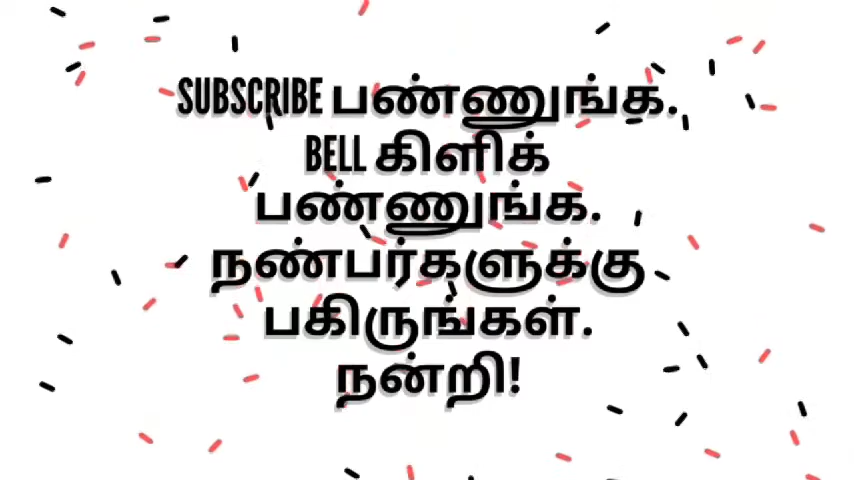 SUBSCRIBE பண்ணுங்க.
BELL கிளிக்
பண்ணுங்க.
நண்பர்களுக்கு
பகிருங்கள்.
நன்றி!